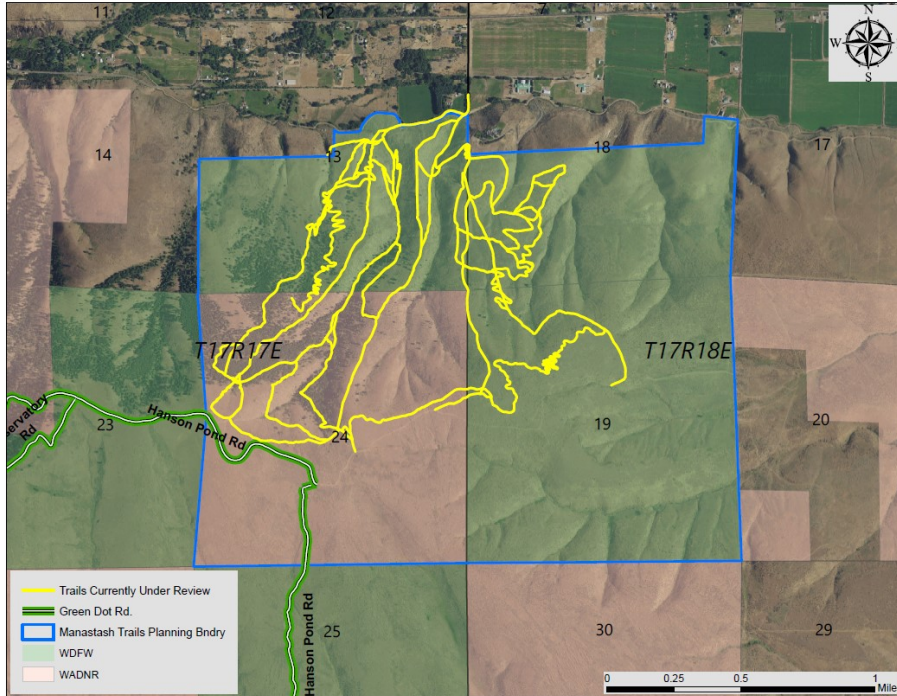 11
12
7
N
W
E
S
14
13
18
17
T17R17E
T17R18E
servatory
Rd
23
Hanson Pond Rd
24
19
20
Trails Currently Under Review
Green Dot Rd.
Manastash Trails Planning Bndry
WDFW
WADNR
25
Hanson Pond Rd
30
29
0
0.25
0.5
1
Mile